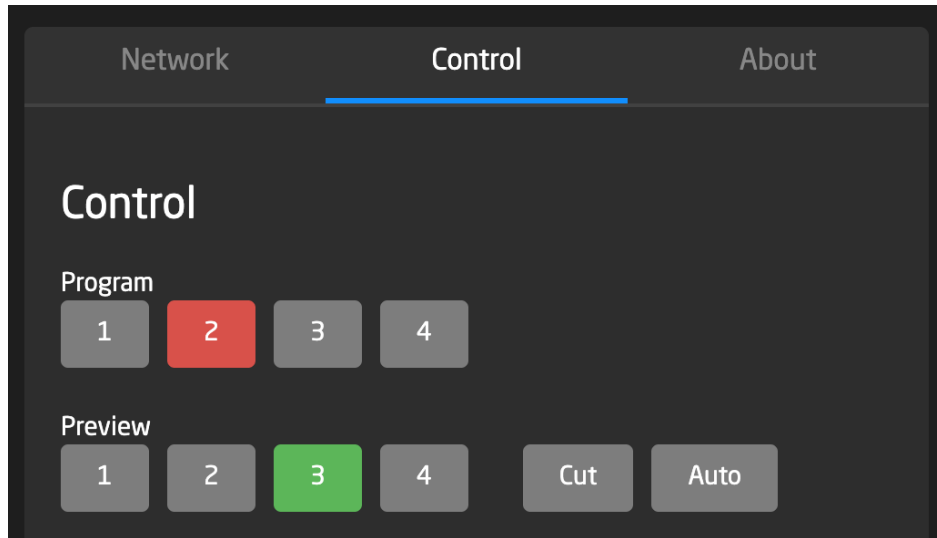 Network Control About
Control
Program
1 2 3 4
Preview
1 2 3 4 Cut Auto